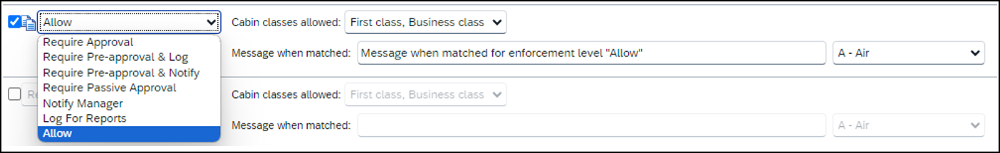 Allow
Cabin classes allowed: First class, Business class
Require Approval
Require Pre-approval & Log
Message when matched: Message when matched for enforcement level "Allow" A - Air
Require Pre-approval & Notify
Require Passive Approval
Re
Cabin classes allowed: First class, Business class
Notify Manager
Log For Reports
Message when matched: A - Air
Allow